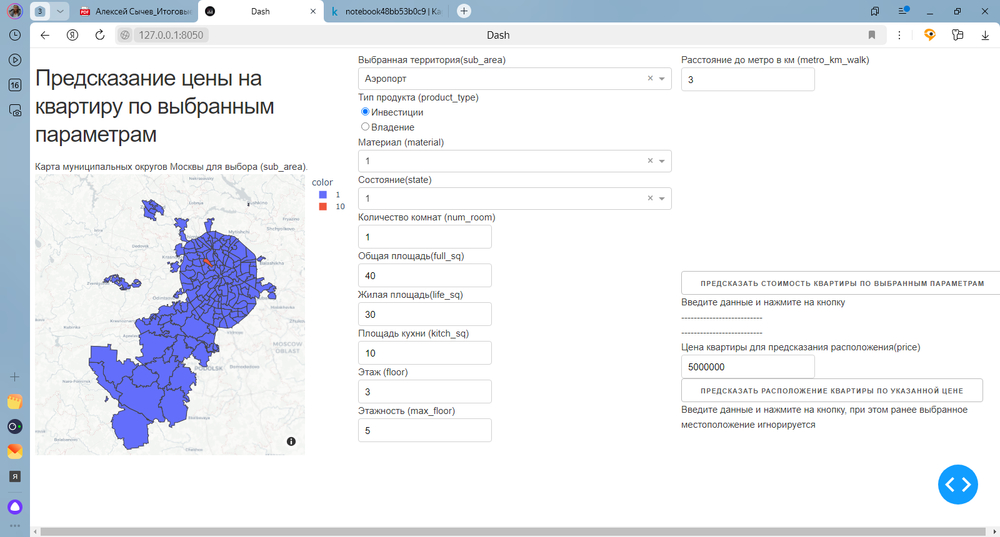 3
Алексей Сычев_Итоговые
Dash
notebook48bb53b0c9 | Ка
Я
127.0.0.1:8050
Dash
16
Я
Предсказание цены на
квартиру по выбранным
параметрам
Карта муниципальных округов Москвы для выбора (sub_area).
Nekrasovsky
Lobnya
Pushkino
Fryazino
Shchyolkovo
Istra
Mytishchi
Dedovsk
Balashikha
Zvenigorod
Odintsovo
Krasnoznam
Malakhovka
Kubinka
Aprelev
Vidnoye
Zhu
MOSCOW
OBLAST
Domodedovo
PODOLSK
Naro-Fominsk
Stolbovaya
Balabanovo
Chekhov
color
1
10
Выбранная территория(sub_area)
Аэропорт
Тип продукта (product_type)
Инвестиции
Владение
Материал (material)
1
Состояние(state)
1
Количество комнат (num_room)
1
Общая площадь(full_sq)
40
Жилая площадь(life_sq)
30
Площадь кухни (kitch_sq)
10
Этаж (floor)
3
Этажность (max_floor)
5
Расстояние до метро в км (metro_km_walk)
3
ПРЕДСКАЗАТЬ СТОИМОСТЬ КВАРТИРЫ ПО ВЫБРАННЫМ ПАРАМЕТРАМ
Введите данные и нажмите на кнопку
--------------------------
--------------------------
Цена квартиры для предсказания расположения(price)
5000000
ПРЕДСКАЗАТЬ РАСПОЛОЖЕНИЕ КВАРТИРЫ ПО УКАЗАННОЙ ЦЕНЕ
Введите данные и нажмите на кнопку, при этом ранее выбранное
местоположение игнорируется